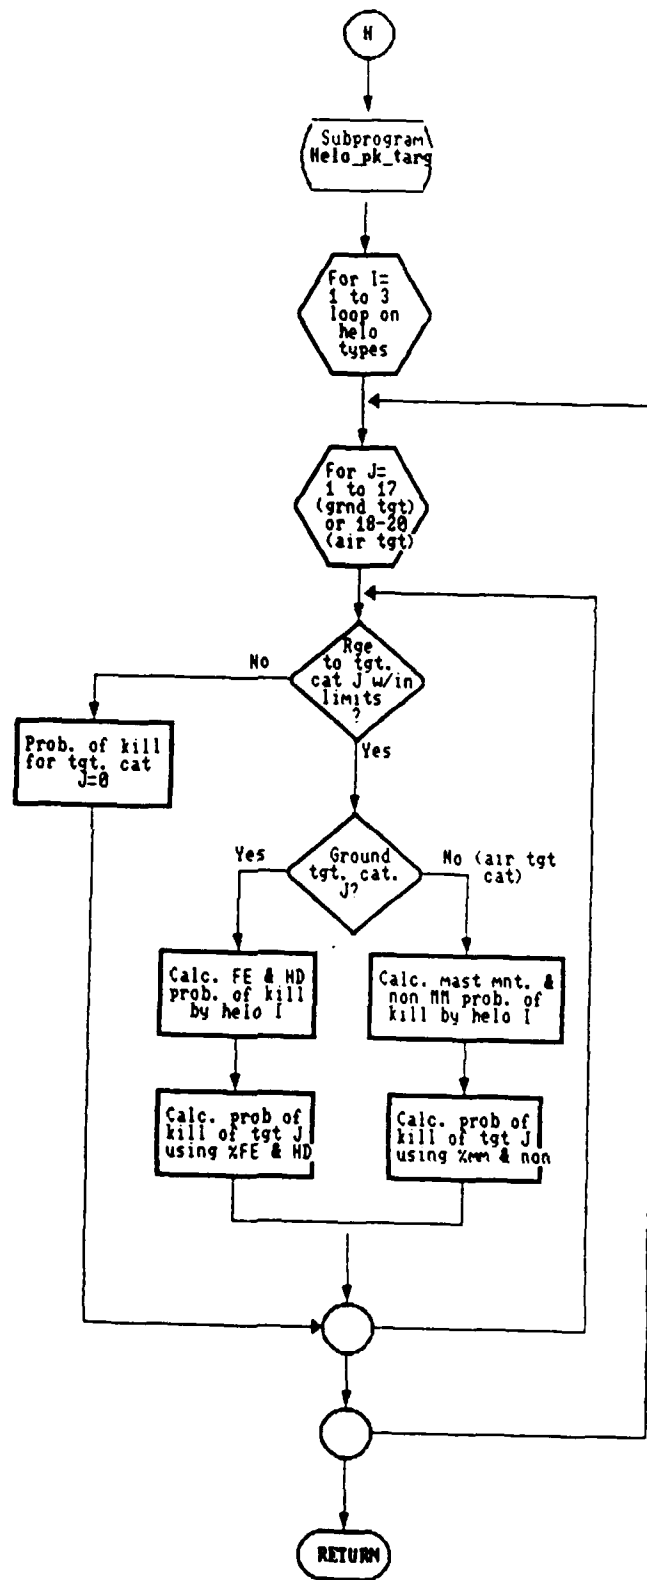 H
Subprogram
Helo_pk_targ
For I=
1 to 3
loop on
helo
types
For J=
1 to 17
(grnd tgt)
or 18-20
(air tgt)
Rge
to tgt.
cat J w/in
limits
?
No
Yes
Prob. of kill
for tgt. cat
J=0
Ground
tgt. cat.
J?
Yes
No (air tgt
cat)
Calc. FE & HD
prob. of kill
by helo I
Calc. mast mnt. &
non MM prob. of
kill by helo I
Calc. prob of
kill of tgt J
using %FE & HD
Calc. prob of
kill of tgt J
using %MM & non
RETURN